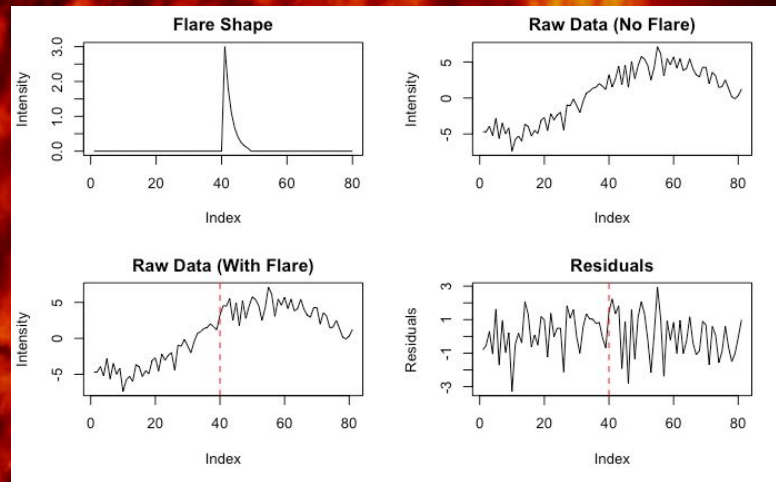 Flare Shape
Intensity
0.0 1.0 2.0 3.0
0 20 40 60 80
Index
Raw Data (No Flare)
Intensity
-5 0 5
0 20 40 60 80
Index
Raw Data (With Flare)
Intensity
-5 0 5
0 20 40 60 80
Index
Residuals
Residuals
-3 -1 1 3
0 20 40 60 80
Index